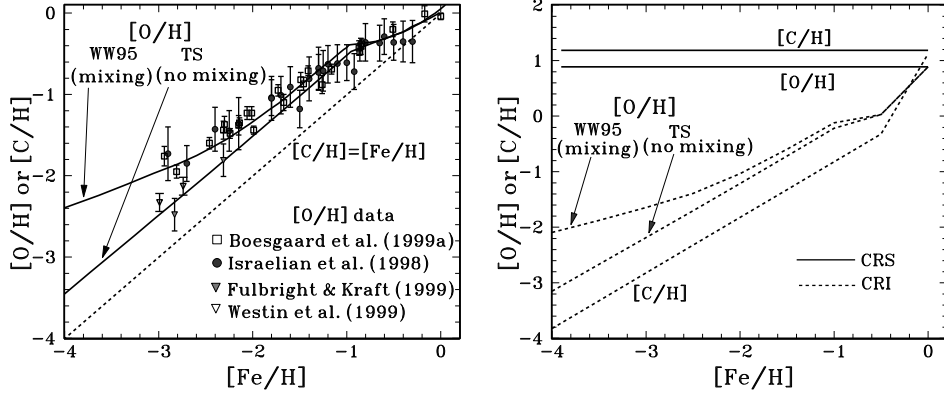 0
−1
−2
−3
−4
−4
−3
−2
−1
0
[O/H] or [C/H]
[Fe/H]
[O/H]
WW95
(mixing)
TS
(no mixing)
[C/H]=[Fe/H]
[O/H] data
Boesgaard et al. (1999a)
Israelian et al. (1998)
Fulbright & Kraft (1999)
Westin et al. (1999)
2
1
0
−1
−2
−3
−4
−4
−3
−2
−1
0
[O/H] or [C/H]
[Fe/H]
[C/H]
[O/H]
[O/H]
WW95
(mixing)
TS
(no mixing)
[C/H]
CRS
CRI